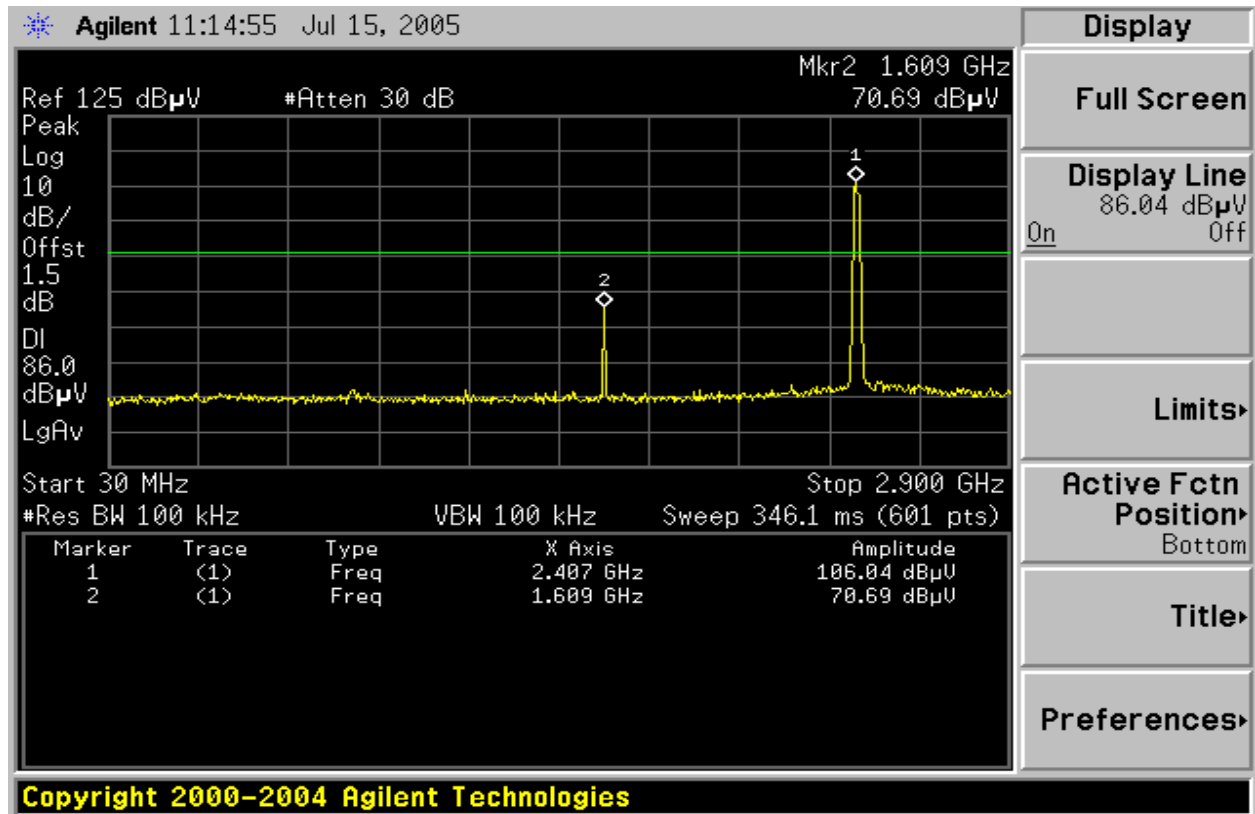 Agilent 11:14:55 Jul 15, 2005
Mkr2 1.609 GHz
Ref 125 dBµV #Atten 30 dB 70.69 dBµV
Peak
Log
10
dB/
Offst
1.5
dB
DI
86.0
dBµV
LgAv
1
2
Start 30 MHz Stop 2.900 GHz
#Res BW 100 kHz VBW 100 kHz Sweep 346.1 ms (601 pts)
Marker Trace Type X Axis Amplitude
1 (1) Freq 2.407 GHz 106.04 dBµV
2 (1) Freq 1.609 GHz 70.69 dBµV
Display
Full Screen
Display Line
86.04 dBµV
On Off
Limits
Active Fctn
Position
Bottom
Title
Preferences
Copyright 2000-2004 Agilent Technologies